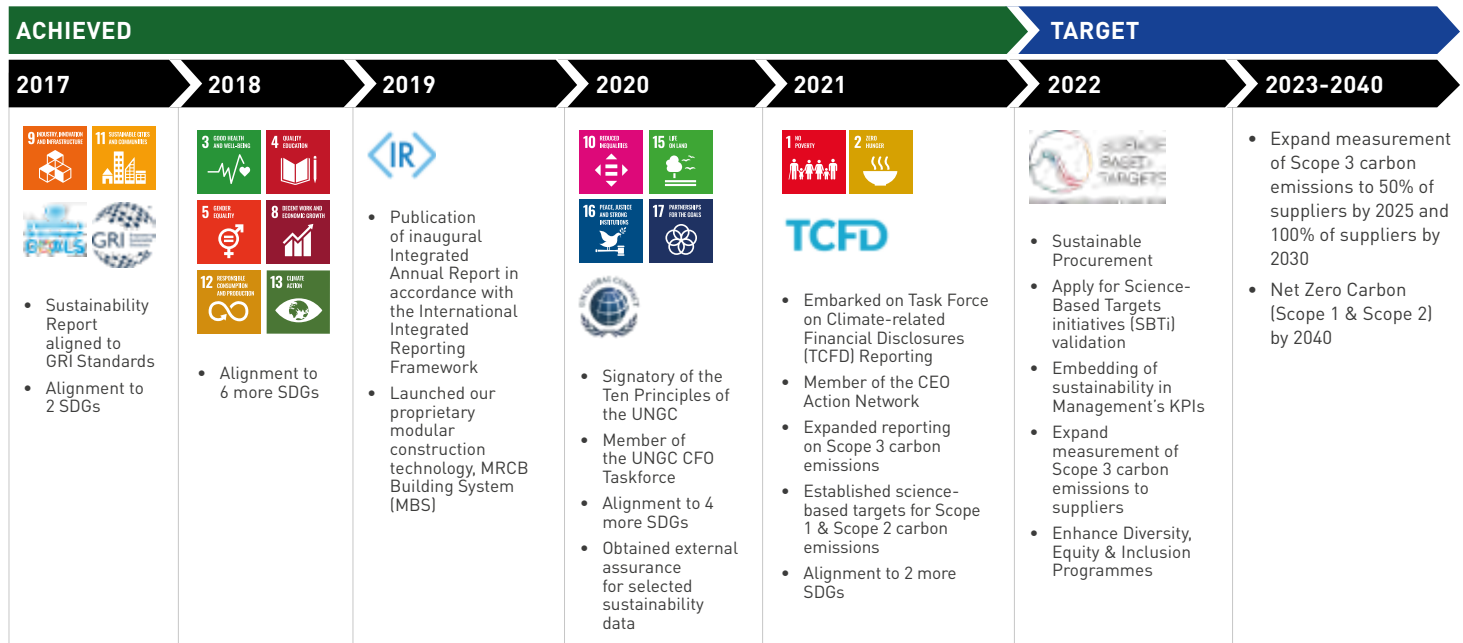 ACHIEVED
TARGET
2017
2018
2019
2020
2021
2022
2023-2040
9 INDUSTRY, INNOVATION
AND INFRASTRUCTURE
11 SUSTAINABLE CITIES
AND COMMUNITIES
GRI
• Sustainability
Report
aligned to
GRI Standards
• Alignment to
2 SDGs
3 GOOD HEALTH
AND WELL-BEING
4 QUALITY
EDUCATION
5 GENDER
EQUALITY
8 DECENT WORK AND
ECONOMIC GROWTH
12 RESPONSIBLE
CONSUMPTION
AND PRODUCTION
13 CLIMATE
ACTION
• Alignment to
6 more SDGs
<IR>
• Publication
of inaugural
Integrated
Annual Report in
accordance with
the International
Integrated
Reporting
Framework
• Launched our
proprietary
modular
construction
technology, MRCB
Building System
(MBS)
10 REDUCED
INEQUALITIES
15 LIFE
ON LAND
16 PEACE, JUSTICE
AND STRONG
INSTITUTIONS
17 PARTNERSHIPS
FOR THE GOALS
UN GLOBAL COMPACT
• Signatory of the
Ten Principles of
the UNGC
• Member of
the UNGC CFO
Taskforce
• Alignment to 4
more SDGs
• Obtained external
assurance
for selected
sustainability
data
1 NO
POVERTY
2 ZERO
HUNGER
TCFD
• Embarked on Task Force
on Climate-related
Financial Disclosures
(TCFD) Reporting
• Member of the CEO
Action Network
• Expanded reporting
on Scope 3 carbon
emissions
• Established science-
based targets for Scope
1 & Scope 2 carbon
emissions
• Alignment to 2 more
SDGs
SCIENCE
BASED
TARGETS
• Sustainable
Procurement
• Apply for Science-
Based Targets
initiatives (SBTi)
validation
• Embedding of
sustainability in
Management's KPIs
• Expand
measurement of
Scope 3 carbon
emissions to
suppliers
• Enhance Diversity,
Equity & Inclusion
Programmes
• Expand measurement
of Scope 3 carbon
emissions to 50% of
suppliers by 2025 and
100% of suppliers by
2030
• Net Zero Carbon
(Scope 1 & Scope 2)
by 2040